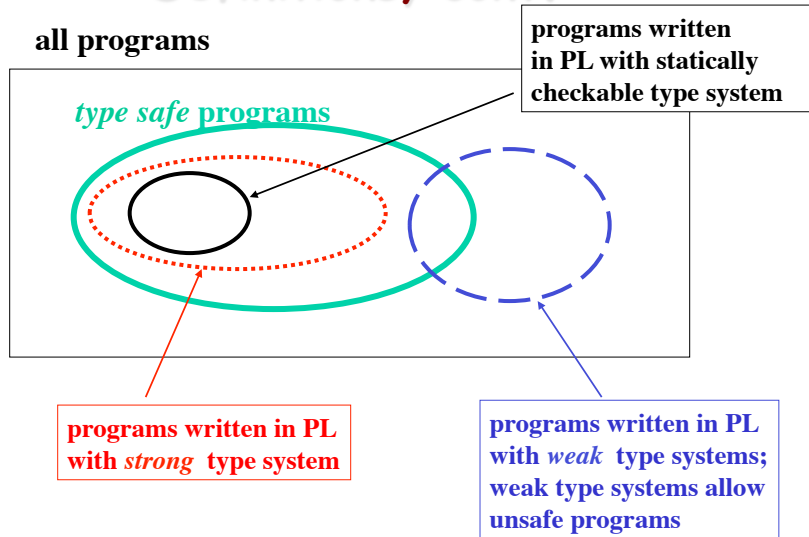 all programs
programs written
in PL with statically
checkable type system
type safe programs
programs written in PL
with strong type system
programs written in PL
with weak type systems;
weak type systems allow
unsafe programs